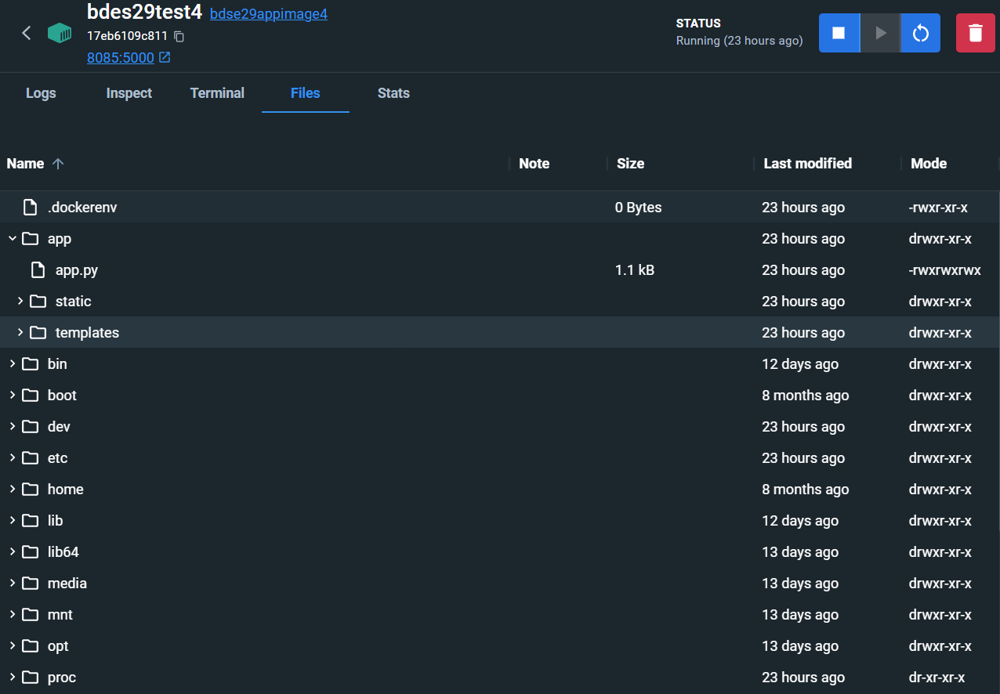 bdes29test4 bdse29appimage4
17eb6109c811
8085:5000
STATUS
Running (23 hours ago)
Logs Inspect Terminal Files Stats
Name Note Size Last modified Mode
.dockerenv 0 Bytes 23 hours ago -rwxr-xr-x
app 23 hours ago drwxr-xr-x
app.py 1.1 kB 23 hours ago -rwxrwxrwx
static 23 hours ago drwxr-xr-x
templates 23 hours ago drwxr-xr-x
bin 12 days ago drwxr-xr-x
boot 8 months ago drwxr-xr-x
dev 23 hours ago drwxr-xr-x
etc 23 hours ago drwxr-xr-x
home 8 months ago drwxr-xr-x
lib 12 days ago drwxr-xr-x
lib64 13 days ago drwxr-xr-x
media 13 days ago drwxr-xr-x
mnt 13 days ago drwxr-xr-x
opt 13 days ago drwxr-xr-x
proc 23 hours ago dr-xr-xr-x